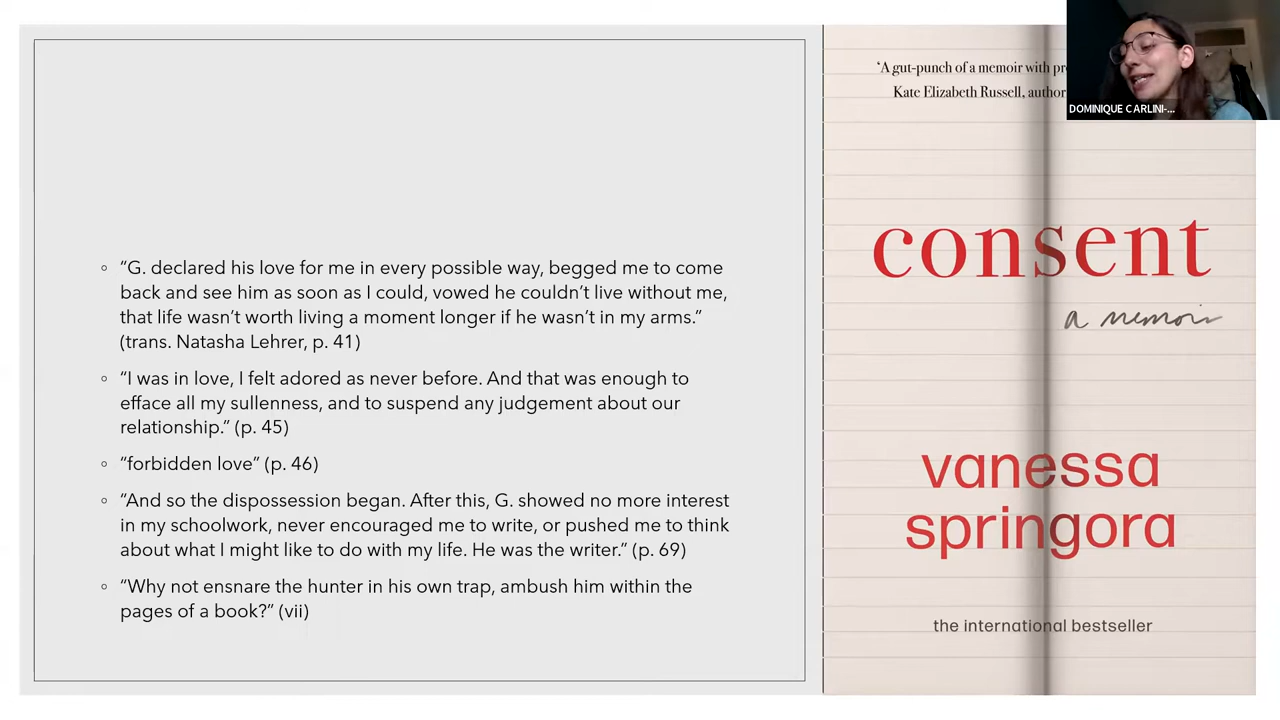 “G. declared his love for me in every possible way, begged me to come
back and see him as soon as I could, vowed he couldn’t live without me,
that life wasn’t worth living a moment longer if he wasn’t in my arms.”
(trans. Natasha Lehrer, p. 41)
“I was in love, I felt adored as never before. And that was enough to
efface all my sullenness, and to suspend any judgement about our
relationship.” (p. 45)
“forbidden love” (p. 46)
“And so the dispossession began. After this, G. showed no more interest
in my schoolwork, never encouraged me to write, or pushed me to think
about what I might like to do with my life. He was the writer.” (p. 69)
“Why not ensnare the hunter in his own trap, ambush him within the
pages of a book?” (vii)
‘A gut-punch of a memoir with
Kate Elizabeth Russell, author
DOMINIQUE CARLINI-...
consent
a memoir
vanessa
springora
the international bestseller